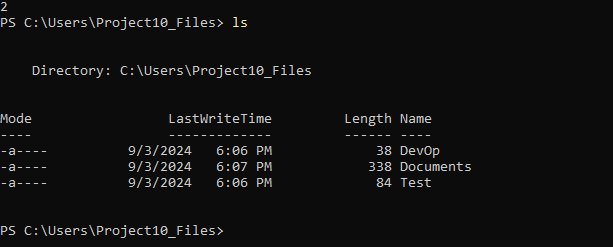 2
PS C:\Users\Project10_Files> ls
Directory: C:\Users\Project10_Files
Mode                LastWriteTime         Length Name
----                -------------         ------ ----
-a----         9/3/2024   6:06 PM             38 DevOp
-a----         9/3/2024   6:07 PM            338 Documents
-a----         9/3/2024   6:06 PM             84 Test
PS C:\Users\Project10_Files>